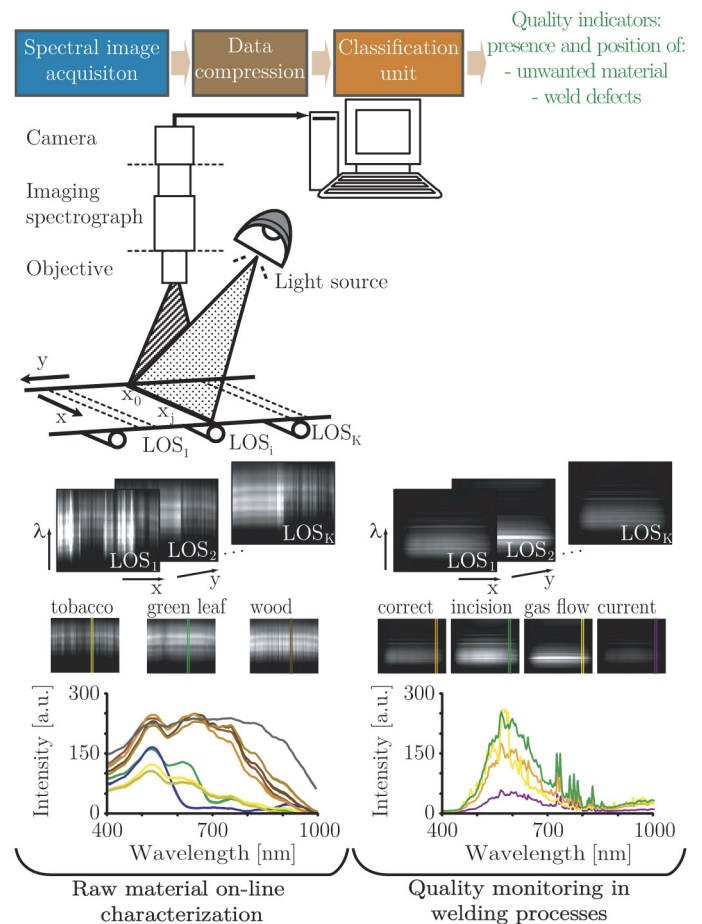 Spectral image
acquisiton
Data
compression
Classification
unit
Quality indicators:
presence and position of:
- unwanted material
- weld defects
Camera
Imaging
spectrograph
Objective
Light source
y
x
x₀
xⱼ
LOS₁
LOSᵢ
LOS_K
λ
LOS₁
LOS₂
...
LOS_K
x
y
tobacco
green leaf
wood
λ
LOS₁
LOS₂
...
LOS_K
x
y
correct
incision
gas flow
current
Intensity [a.u.]
300
150
0
400
700
1000
Wavelength [nm]
Raw material on-line
characterization
Intensity [a.u.]
300
150
0
400
700
1000
Wavelength [nm]
Quality monitoring in
welding processes